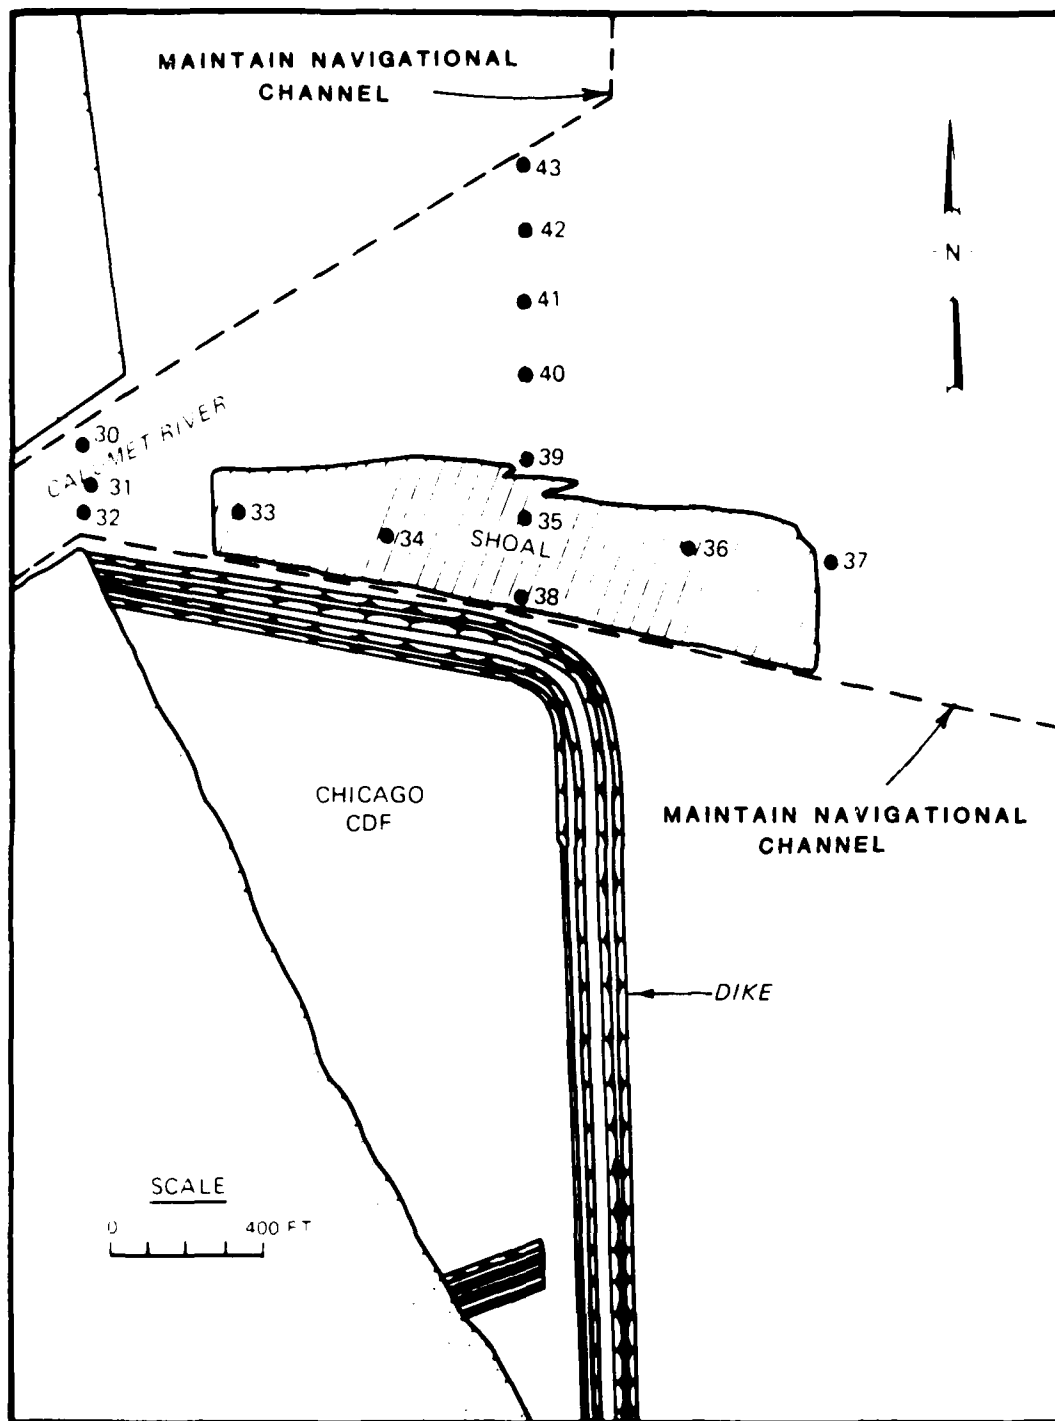 MAINTAIN NAVIGATIONAL
CHANNEL
43
42
N
41
40
CALUMET RIVER
30
39
31
32
33
35
34
SHOAL
36
37
38
CHICAGO
CDF
MAINTAIN NAVIGATIONAL
CHANNEL
DIKE
SCALE
0 400 FT